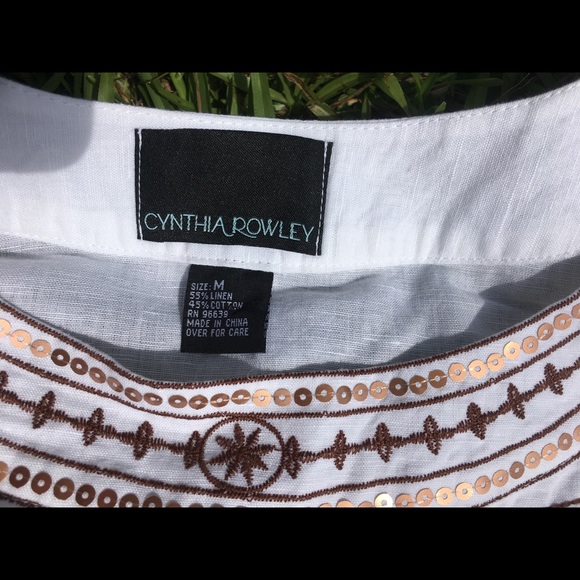 CYNTHIA ROWLEY
SIZE: M
55% LINEN
45% COTTON
RN 96639
MADE IN CHINA
OVER FOR CARE